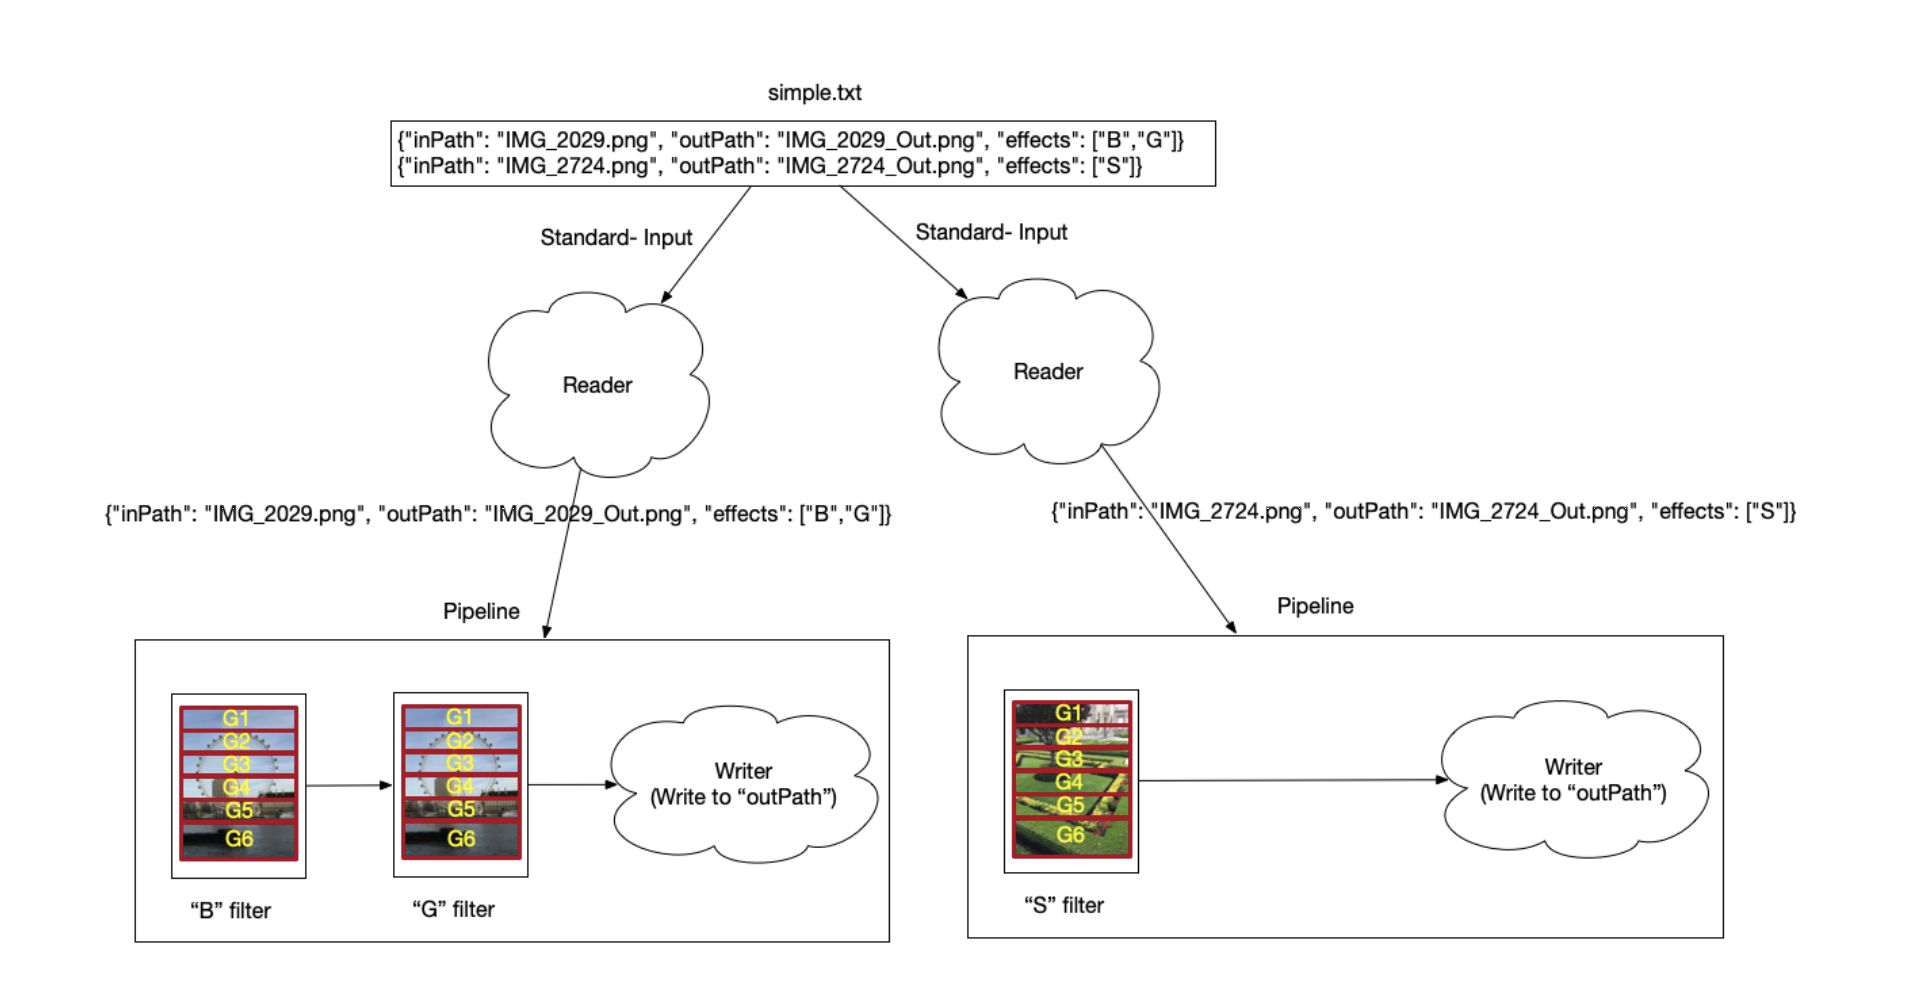 simple.txt
{"inPath": "IMG_2029.png", "outPath": "IMG_2029_Out.png", "effects": ["B","G"]}
{"inPath": "IMG_2724.png", "outPath": "IMG_2724_Out.png", "effects": ["S"]}
Standard- Input
Standard- Input
Reader
Reader
{"inPath": "IMG_2029.png", "outPath": "IMG_2029_Out.png", "effects": ["B","G"]}
{"inPath": "IMG_2724.png", "outPath": "IMG_2724_Out.png", "effects": ["S"]}
Pipeline
G1
G2
G3
G4
G5
G6
“B” filter
G1
G2
G3
G4
G5
G6
“G” filter
Writer
(Write to “outPath”)
Pipeline
G1
G2
G3
G4
G5
G6
“S” filter
Writer
(Write to “outPath”)